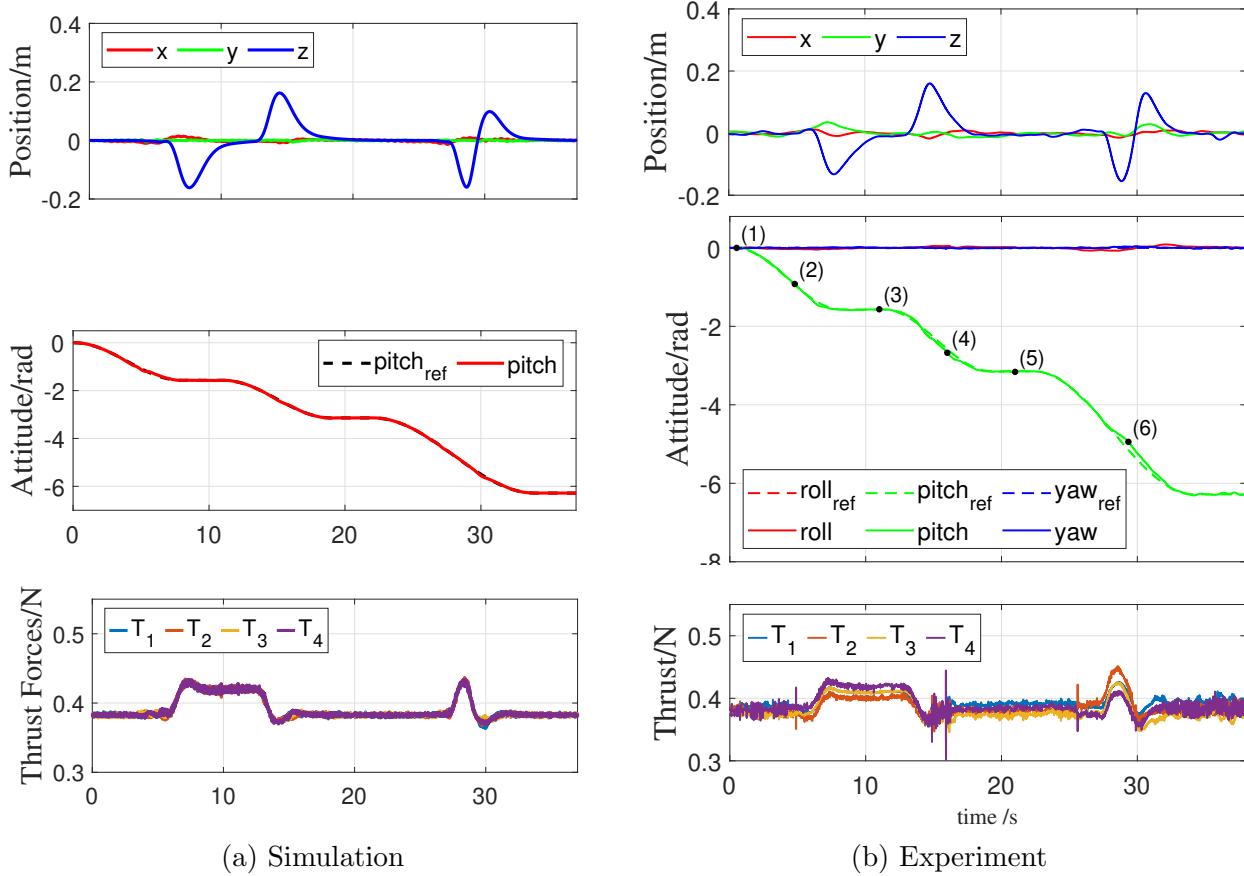 0.4
0.2
0
-0.2
Position/m
x y z
0
-2
-4
-6
Attitude/rad
pitch_ref pitch
0 10 20 30
0.5
0.4
0.3
Thrust Forces/N
T_1 T_2 T_3 T_4
0 10 20 30
(a) Simulation
0.4
0.2
0
-0.2
Position/m
x y z
0
-2
-4
-6
-8
Attitude/rad
(1)
(2)
(3)
(4)
(5)
(6)
roll_ref pitch_ref yaw_ref
roll pitch yaw
0.5
0.4
0.3
Thrust/N
T_1 T_2 T_3 T_4
0 10 20 30
time /s
(b) Experiment